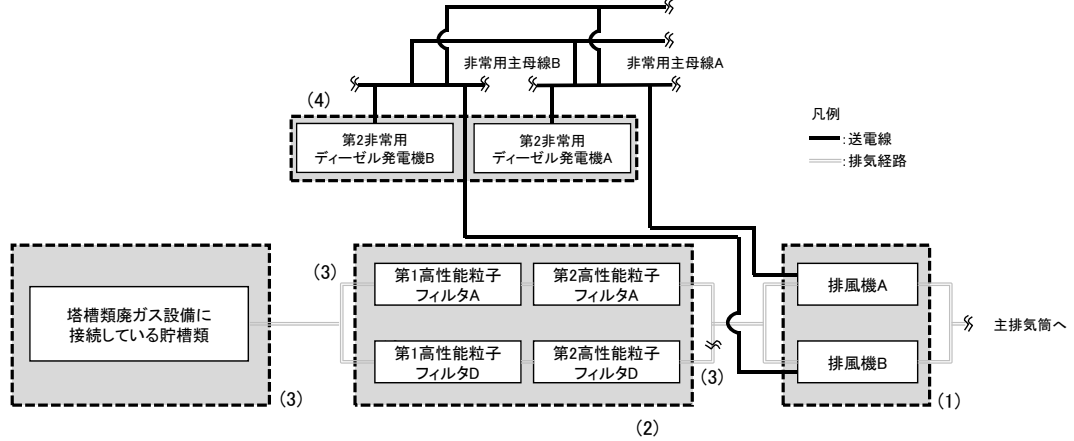 非常用主母線B
非常用主母線A
(4)
第2非常用
ディーゼル発電機B
第2非常用
ディーゼル発電機A
凡例
:送電線
:排気経路
塔槽類廃ガス設備に
接続している貯槽類
(3)
(3)
第1高性能粒子
フィルタA
第2高性能粒子
フィルタA
第1高性能粒子
フィルタD
第2高性能粒子
フィルタD
(3)
(2)
排風機A
排風機B
(1)
主排気筒へ